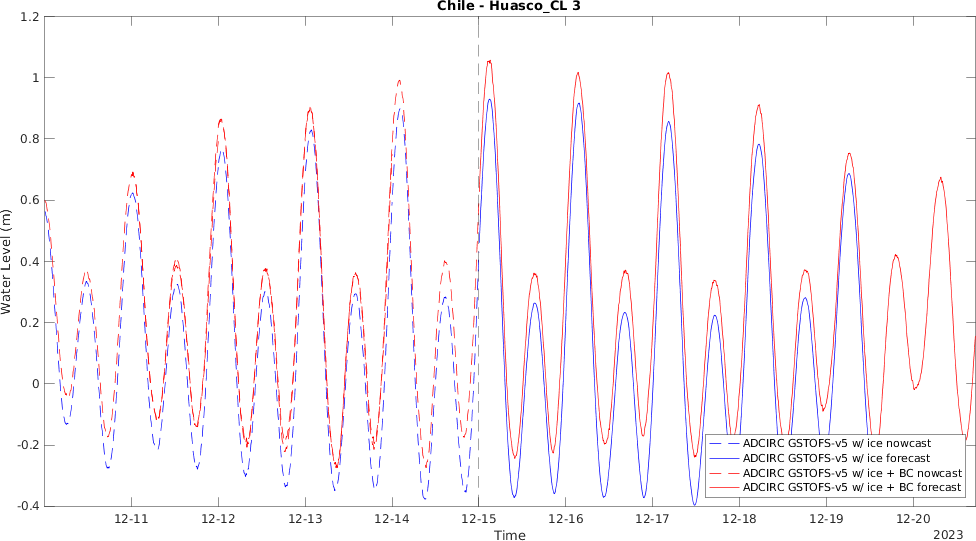 Chile - Huasco_CL 3
1.2
1
0.8
0.6
0.4
0.2
0
-0.2
-0.4
Water Level (m)
ADCIRC GSTOFS-v5 w/ ice nowcast
ADCIRC GSTOFS-v5 w/ ice forecast
ADCIRC GSTOFS-v5 w/ ice + BC nowcast
ADCIRC GSTOFS-v5 w/ ice + BC forecast
12-11 12-12 12-13 12-14 12-15 12-16 12-17 12-18 12-19 12-20
Time
2023